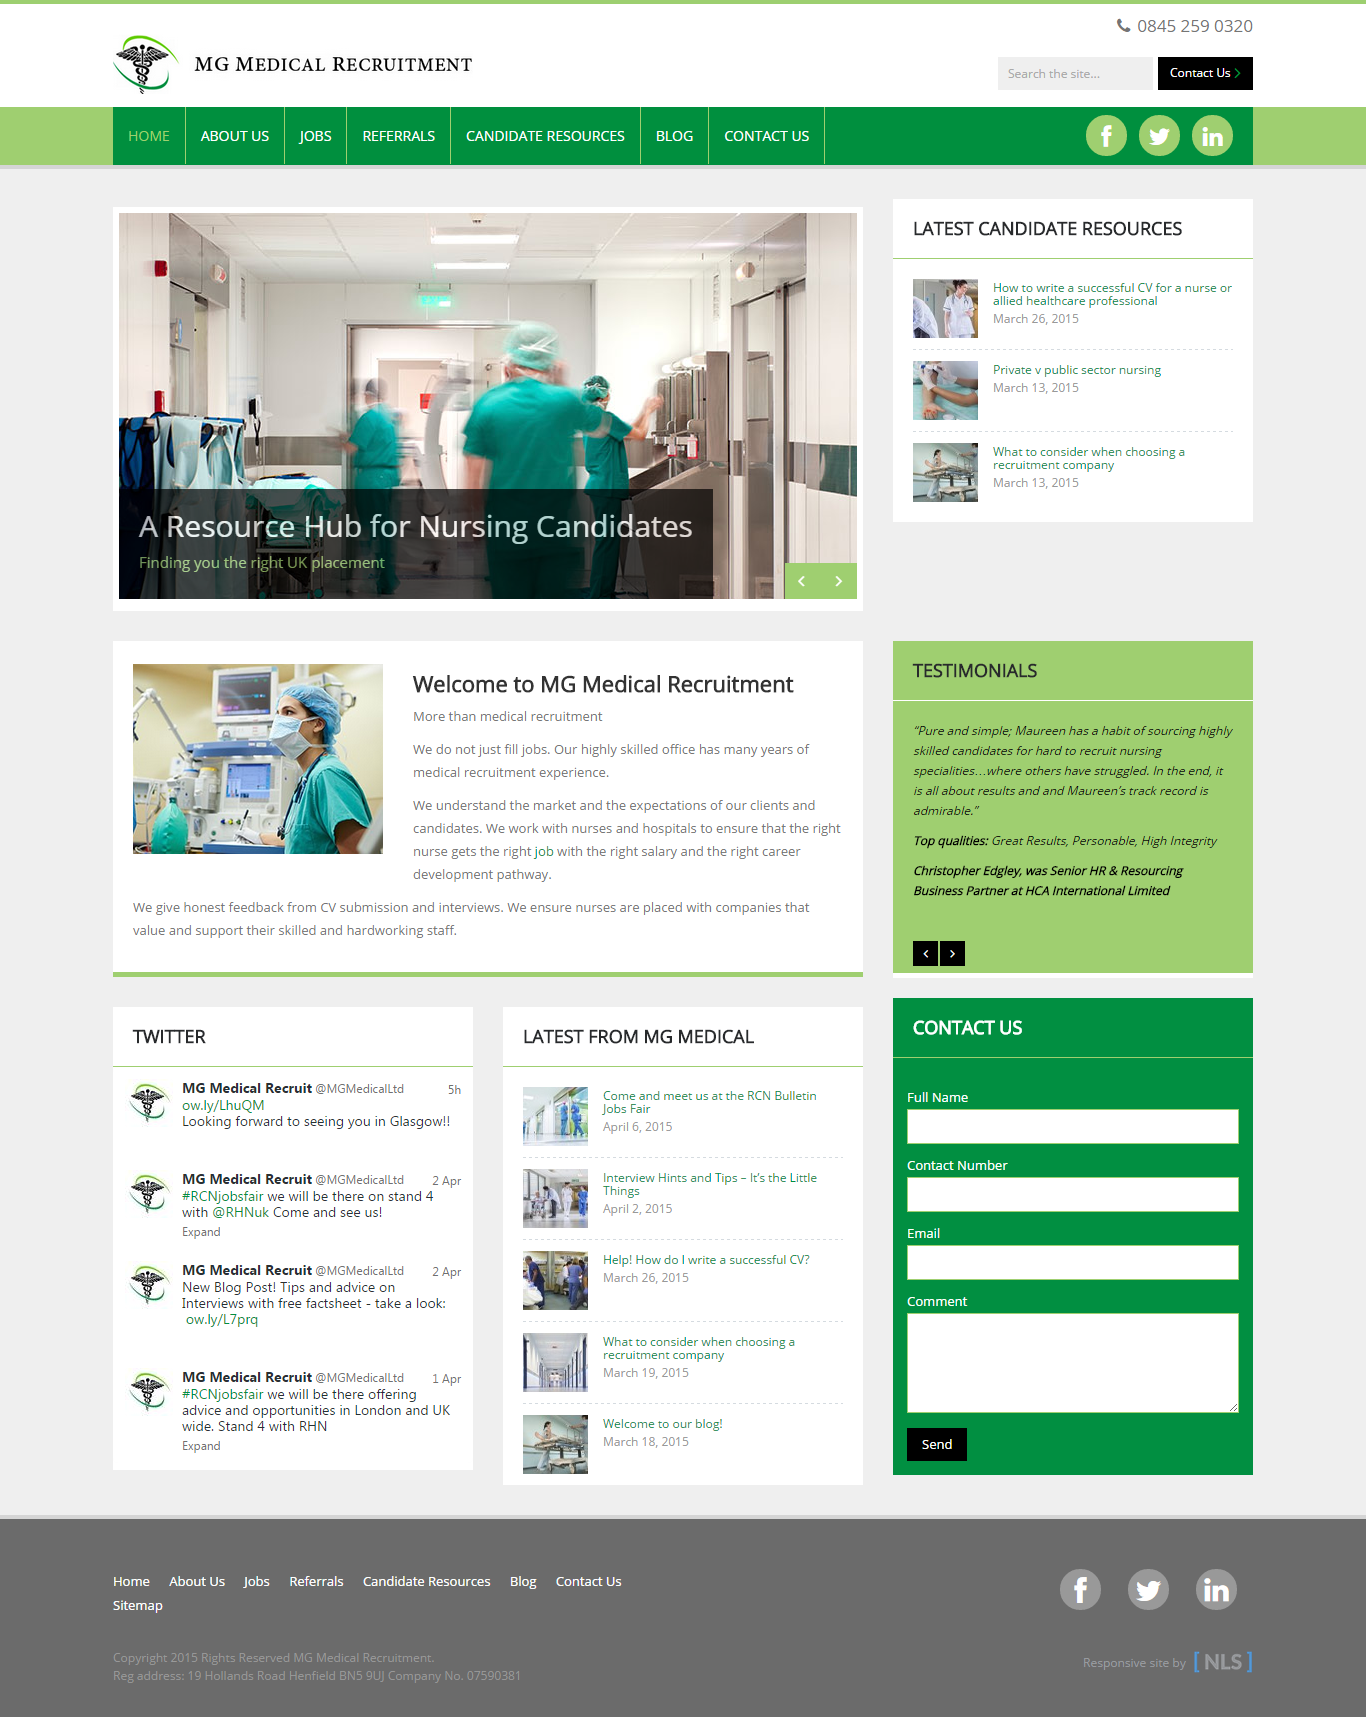 0845 259 0320
MG Medical Recruitment
Search the site...
Contact Us
HOME
ABOUT US
JOBS
REFERRALS
CANDIDATE RESOURCES
BLOG
CONTACT US
A Resource Hub for Nursing Candidates
Finding you the right UK placement
LATEST CANDIDATE RESOURCES
How to write a successful CV for a nurse or
allied healthcare professional
March 26, 2015
Private v public sector nursing
March 13, 2015
What to consider when choosing a
recruitment company
March 13, 2015
Welcome to MG Medical Recruitment
More than medical recruitment
We do not just fill jobs. Our highly skilled office has many years of
medical recruitment experience.
We understand the market and the expectations of our clients and
candidates. We work with nurses and hospitals to ensure that the right
nurse gets the right job with the right salary and the right career
development pathway.
We give honest feedback from CV submission and interviews. We ensure nurses are placed with companies that
value and support their skilled and hardworking staff.
TESTIMONIALS
“Pure and simple; Maureen has a habit of sourcing highly
skilled candidates for hard to recruit nursing
specialities…where others have struggled. In the end, it
is all about results and and Maureen’s track record is
admirable.”
Top qualities: Great Results, Personable, High Integrity
Christopher Edgley, was Senior HR & Resourcing
Business Partner at HCA International Limited
TWITTER
MG Medical Recruit @MGMedicalLtd 5h
ow.ly/LhuQM
Looking forward to seeing you in Glasgow!!
MG Medical Recruit @MGMedicalLtd 2 Apr
#RCNjobsfair we will be there on stand 4
with @RHNuk Come and see us!
Expand
MG Medical Recruit @MGMedicalLtd 2 Apr
New Blog Post! Tips and advice on
Interviews with free factsheet - take a look:
ow.ly/L7prq
MG Medical Recruit @MGMedicalLtd 1 Apr
#RCNjobsfair we will be there offering
advice and opportunities in London and UK
wide. Stand 4 with RHN
Expand
LATEST FROM MG MEDICAL
Come and meet us at the RCN Bulletin
Jobs Fair
April 6, 2015
Interview Hints and Tips – It’s the Little
Things
April 2, 2015
Help! How do I write a successful CV?
March 26, 2015
What to consider when choosing a
recruitment company
March 19, 2015
Welcome to our blog!
March 18, 2015
CONTACT US
Full Name
Contact Number
Email
Comment
Send
Home
About Us
Jobs
Referrals
Candidate Resources
Blog
Contact Us
Sitemap
Copyright 2015 Rights Reserved MG Medical Recruitment.
Reg address: 19 Hollands Road Henfield BN5 9UJ Company No. 07590381
Responsive site by [ NLS ]